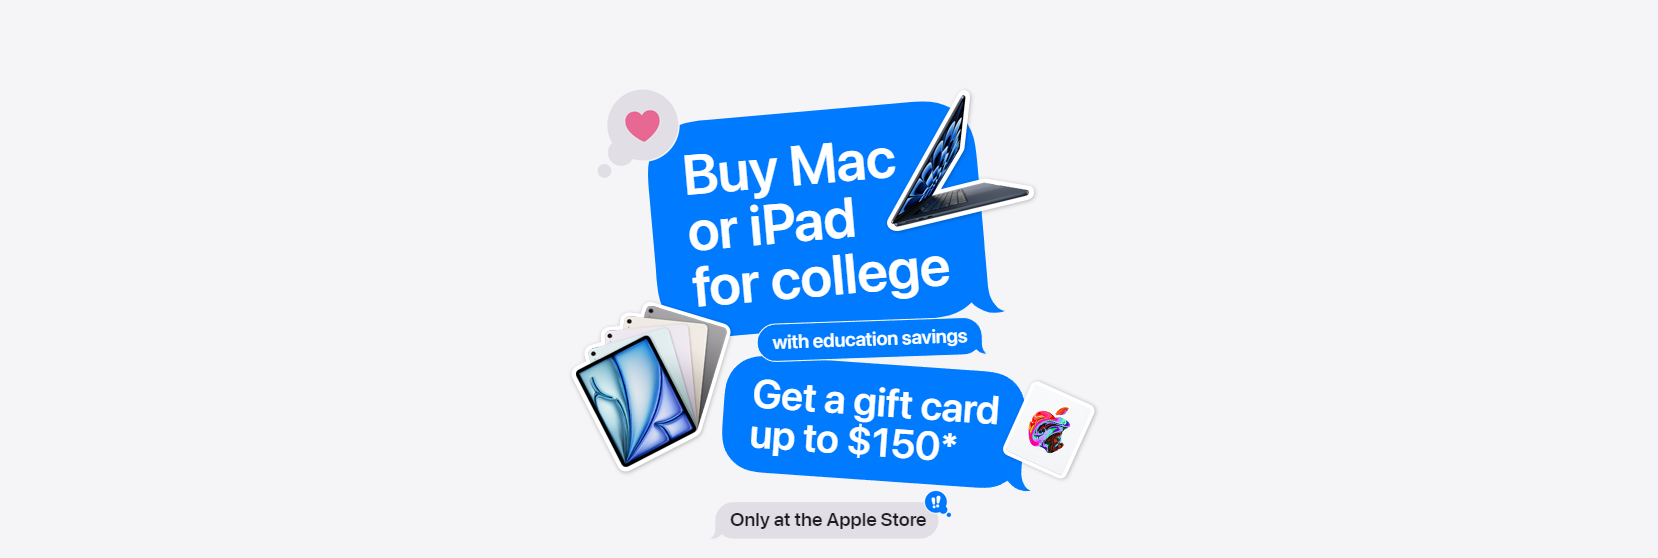 Buy Mac
or iPad
for college
with education savings
Get a gift card
up to $150*
Only at the Apple Store
!!